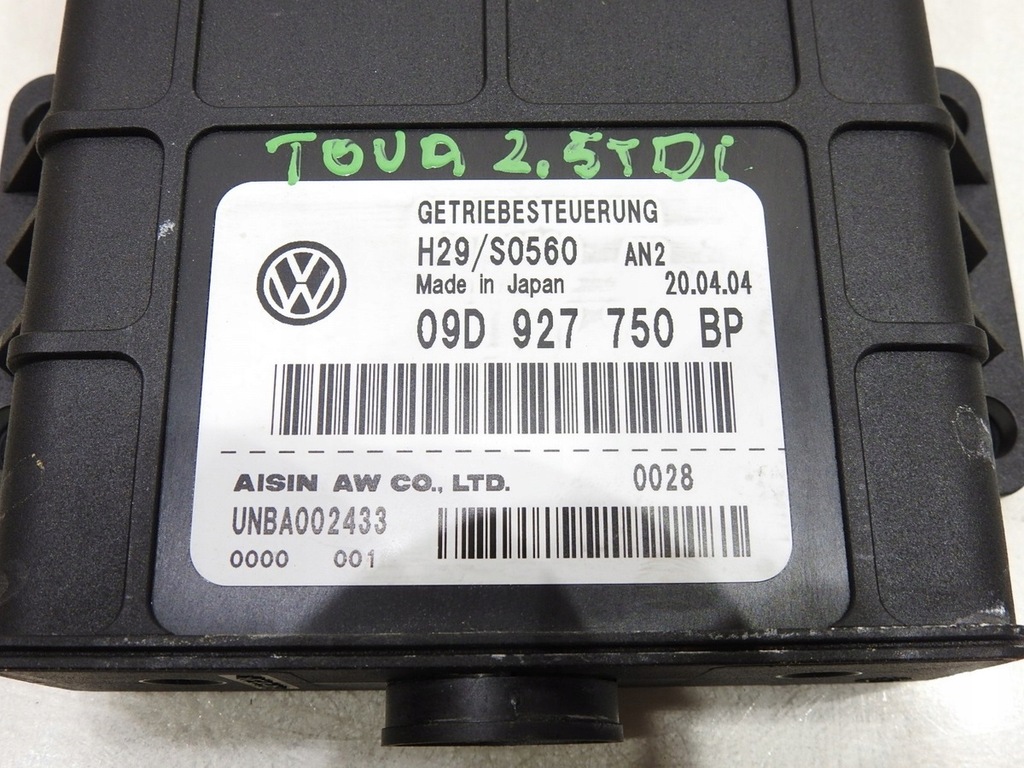 TOUA 2.5TDi
GETRIEBESTEUERUNG
H29/S0560 AN2
Made in Japan 20.04.04
09D 927 750 BP
AISIN AW CO., LTD. 0028
UNBA002433
0000 001